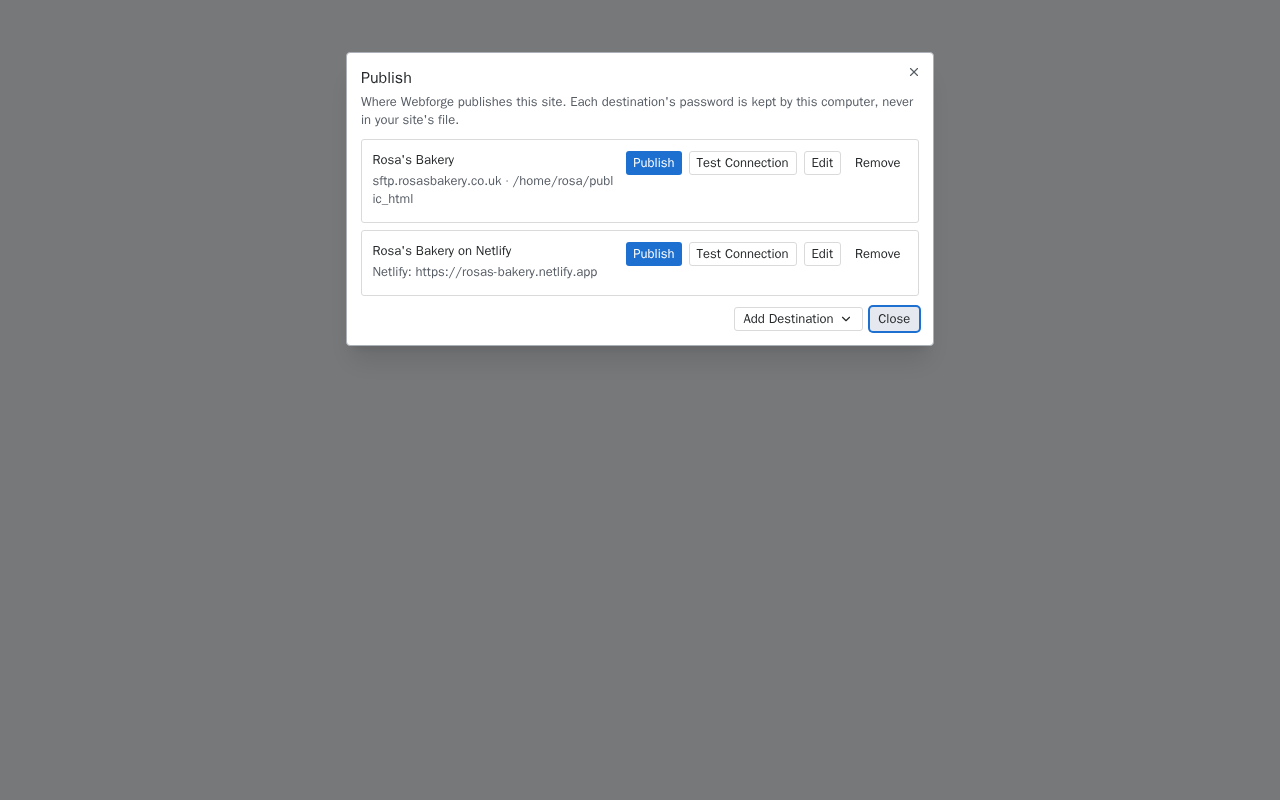 Publish
Where Webforge publishes this site. Each destination's password is kept by this computer, never
in your site's file.
Rosa's Bakery
sftp.rosasbakery.co.uk · /home/rosa/publ
ic_html
Publish
Test Connection
Edit
Remove
Rosa's Bakery on Netlify
Netlify: https://rosas-bakery.netlify.app
Publish
Test Connection
Edit
Remove
Add Destination
Close